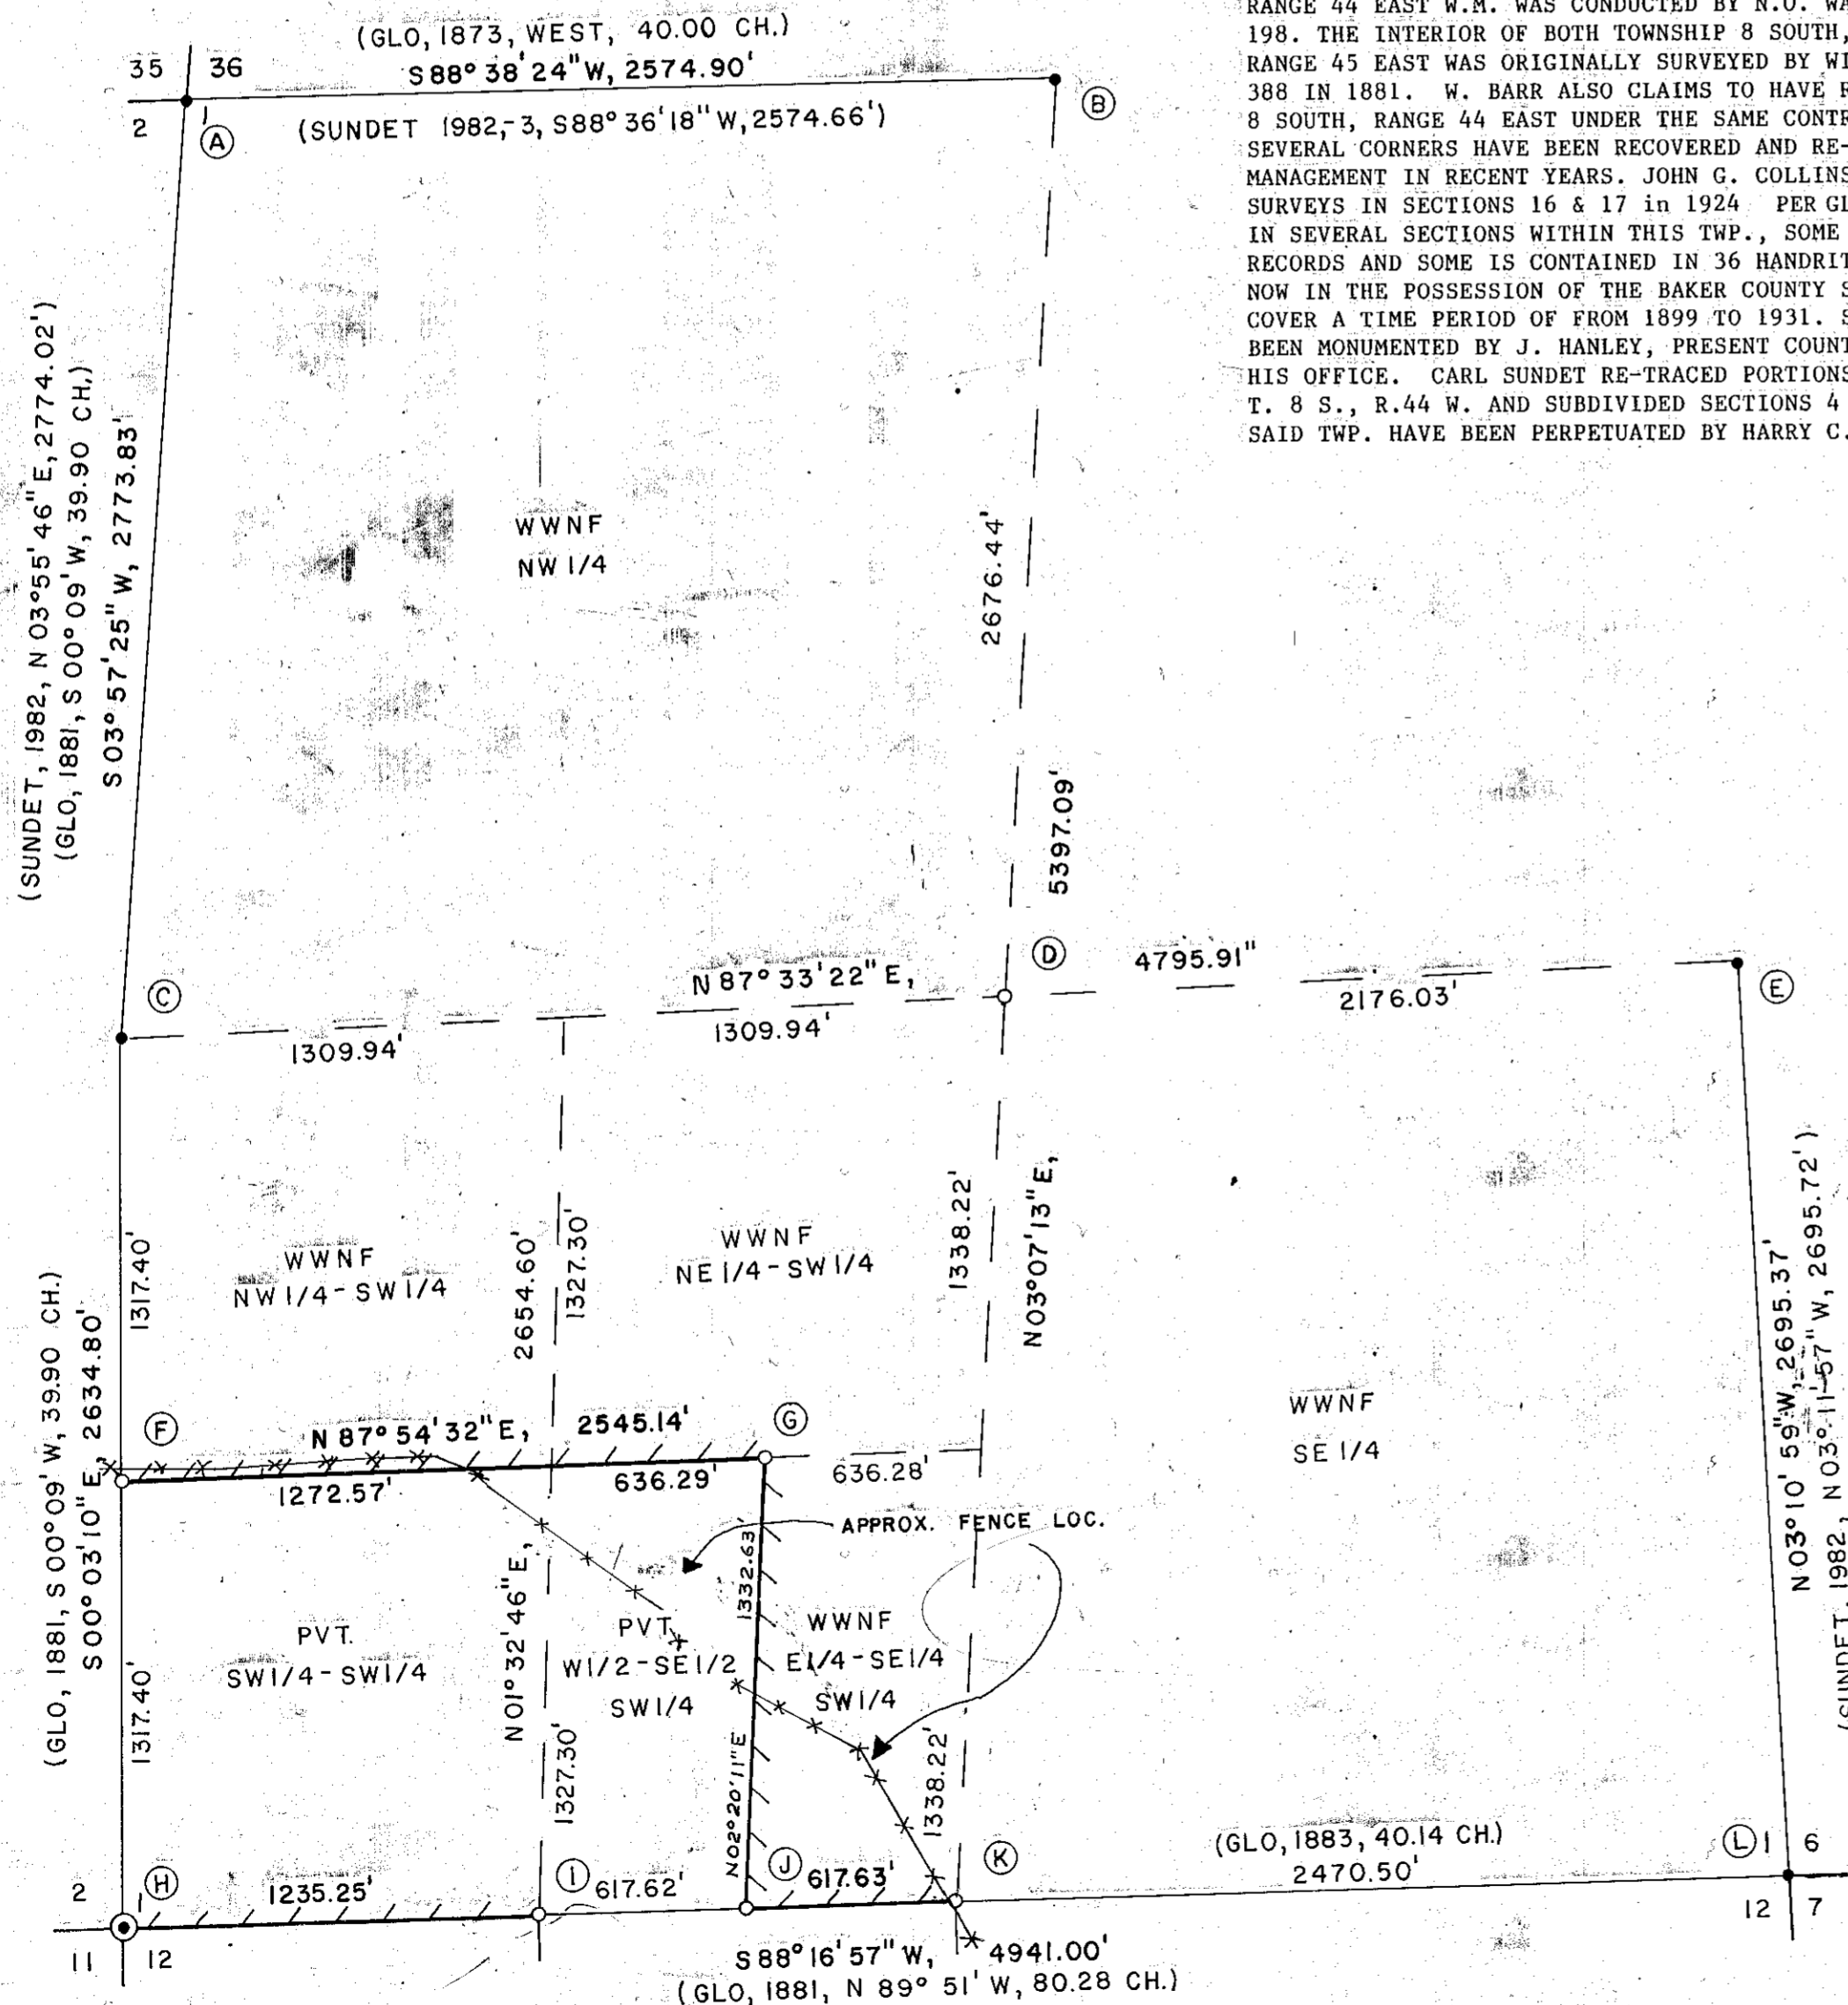 (GLO, 1873, WEST, 40.00 CH.)
S 88° 38' 24" W, 2574.90'
(SUNDET 1982,-3, S88° 36' 18" W, 2574.66')
35 36
2
A
B
RANGE 44 EAST W.M. WAS CONDUCTED BY N.O. WA
198. THE INTERIOR OF BOTH TOWNSHIP 8 SOUTH,
RANGE 45 EAST WAS ORIGINALLY SURVEYED BY WI
388 IN 1881. W. BARR ALSO CLAIMS TO HAVE R
8 SOUTH, RANGE 44 EAST UNDER THE SAME CONTR
SEVERAL CORNERS HAVE BEEN RECOVERED AND RE-
MANAGEMENT IN RECENT YEARS. JOHN G. COLLINS
SURVEYS IN SECTIONS 16 & 17 in 1924 PER GL
IN SEVERAL SECTIONS WITHIN THIS TWP., SOME
RECORDS AND SOME IS CONTAINED IN 36 HANDRIT
NOW IN THE POSSESSION OF THE BAKER COUNTY S
COVER A TIME PERIOD OF FROM 1899 TO 1931. S
BEEN MONUMENTED BY J. HANLEY, PRESENT COUNT
HIS OFFICE. CARL SUNDET RE-TRACED PORTIONS
T. 8 S., R.44 W. AND SUBDIVIDED SECTIONS 4
SAID TWP. HAVE BEEN PERPETUATED BY HARRY C.
(SUNDET, 1982, N 03°55' 46" E, 2774.02')
(GLO, 1881, S 00° 09' W, 39.90 CH.)
S 03° 57' 25" W, 2773.83'
WWNF
NW 1/4
2676.44'
5397.09'
C
N 87° 33' 22" E,
D
4795.91"
E
1309.94'
1309.94'
2176.03'
1317.40'
WWNF
NW 1/4 - SW 1/4
2654.60'
1327.30'
WWNF
NE 1/4 - SW 1/4
1338.22'
N 03° 07' 13" E,
WWNF
SE 1/4
N 03° 10' 59" W, 2695.37'
(SUNDET, 1982, N 03° 11' 57" W, 2695.72')
(GLO, 1881, S 00° 09' W, 39.90 CH.)
S 00° 03' 10" E, 2634.80'
F
N 87° 54' 32" E, 2545.14'
G
1272.57'
636.29'
636.28'
APPROX. FENCE LOC.
1332.63'
N 02° 20' 11" E
PVT.
SW 1/4 - SW 1/4
N 01° 32' 46" E,
PVT.
W 1/2 - SE 1/2
SW 1/4
WWNF
E 1/4 - SE 1/4
SW 1/4
1317.40'
1327.30'
1338.22'
(GLO, 1883, 40.14 CH.)
2470.50'
L
1 6
12 7
2
H
1235.25'
I
617.62'
J
617.63'
K
11 12
S 88° 16' 57" W, 4941.00'
(GLO, 1881, N 89° 51' W, 80.28 CH.)